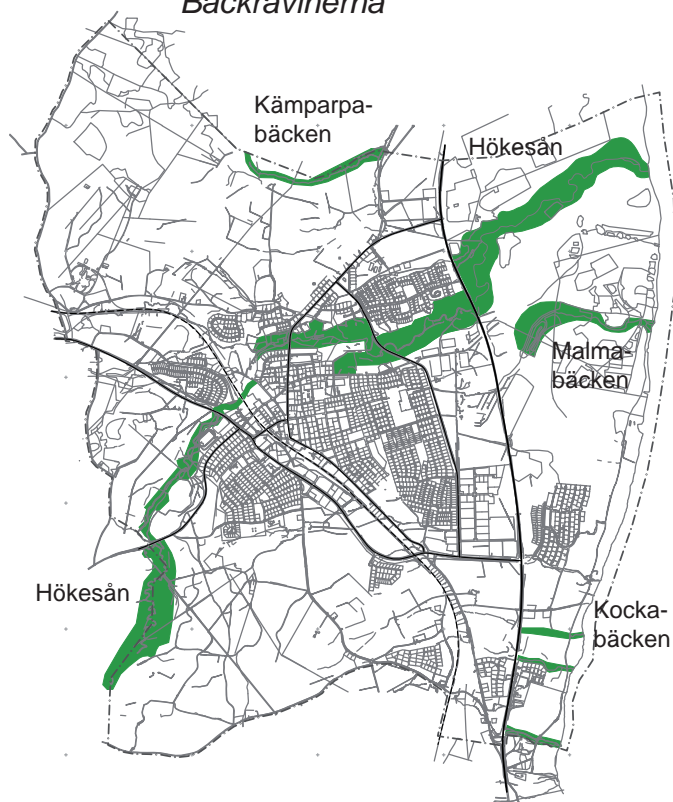 Bäckravinerna
Kämparpa-
bäcken
Hökesån
Malma-
bäcken
Hökesån
Kocka-
bäcken